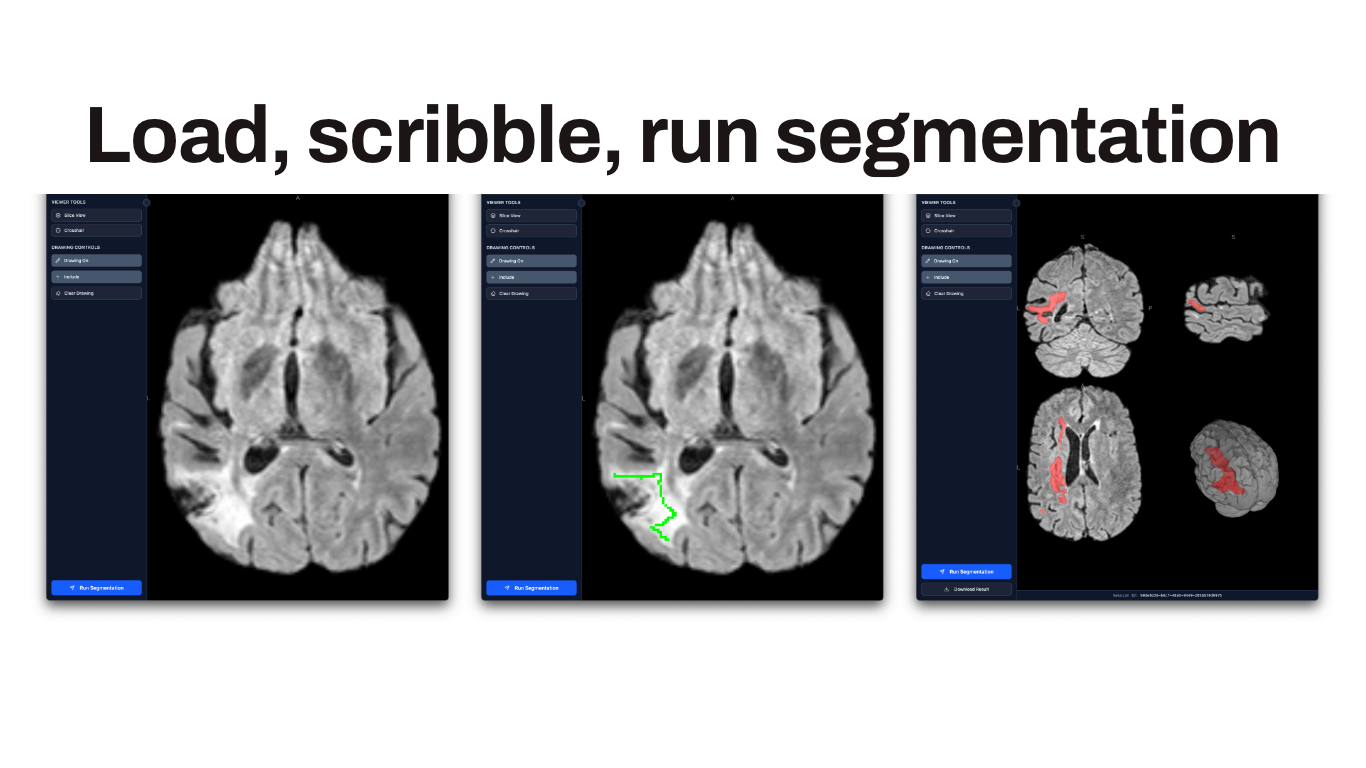 Load, scribble, run segmentation
VIEWER TOOLS
Slice View
Crosshair
DRAWING CONTROLS
Drawing On
Include
Clear Drawing
Run Segmentation
A
L
VIEWER TOOLS
Slice View
Crosshair
DRAWING CONTROLS
Drawing On
Include
Clear Drawing
Run Segmentation
A
L
VIEWER TOOLS
Slice View
Crosshair
DRAWING CONTROLS
Drawing On
Include
Clear Drawing
Run Segmentation
Download Result
S
S
L
P
A
L
Session ID: